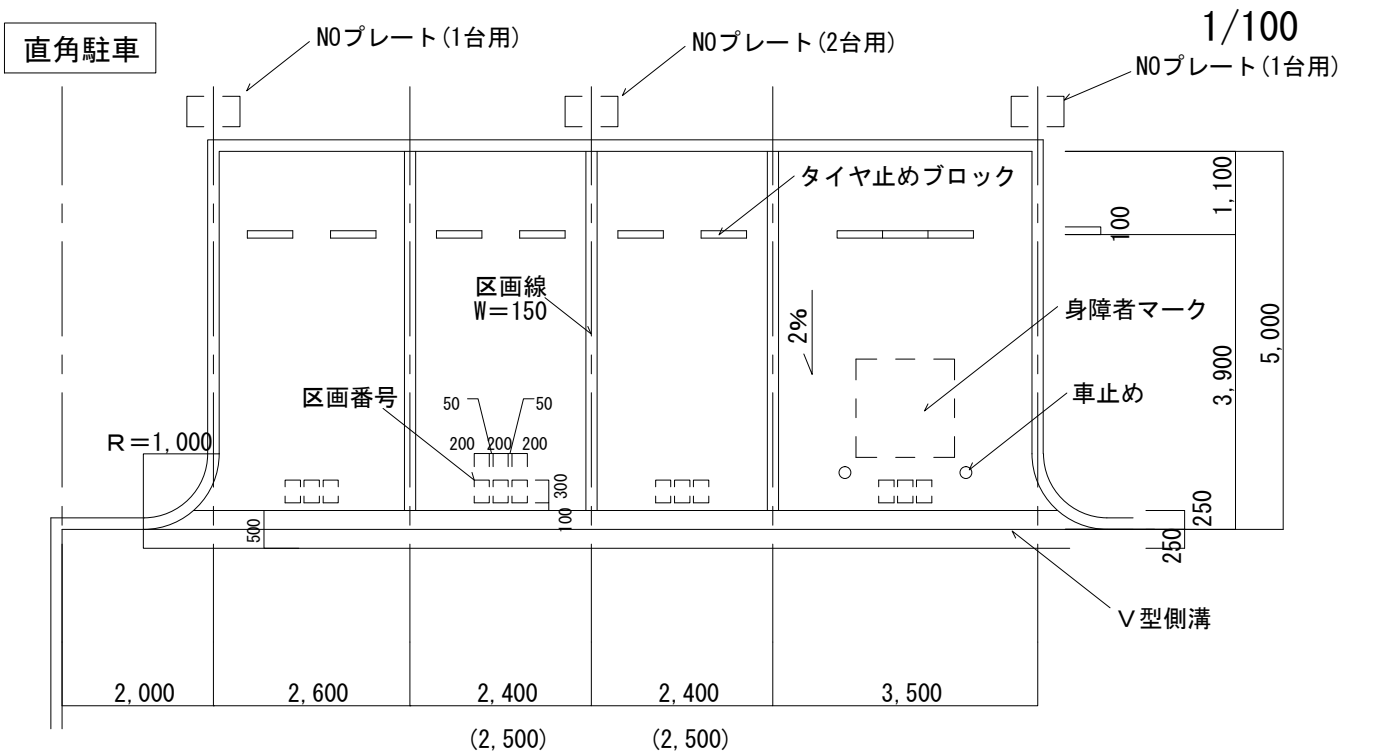 直角駐車
NOプレート(1台用)
NOプレート(2台用)
1/100
NOプレート(1台用)
タイヤ止めブロック
1,100
100
区画線
W=150
2%
身障者マーク
5,000
3,900
区画番号
50
50
車止め
R=1,000
200
200
200
300
100
500
250
250
V型側溝
2,000
2,600
2,400
2,400
3,500
(2,500)
(2,500)